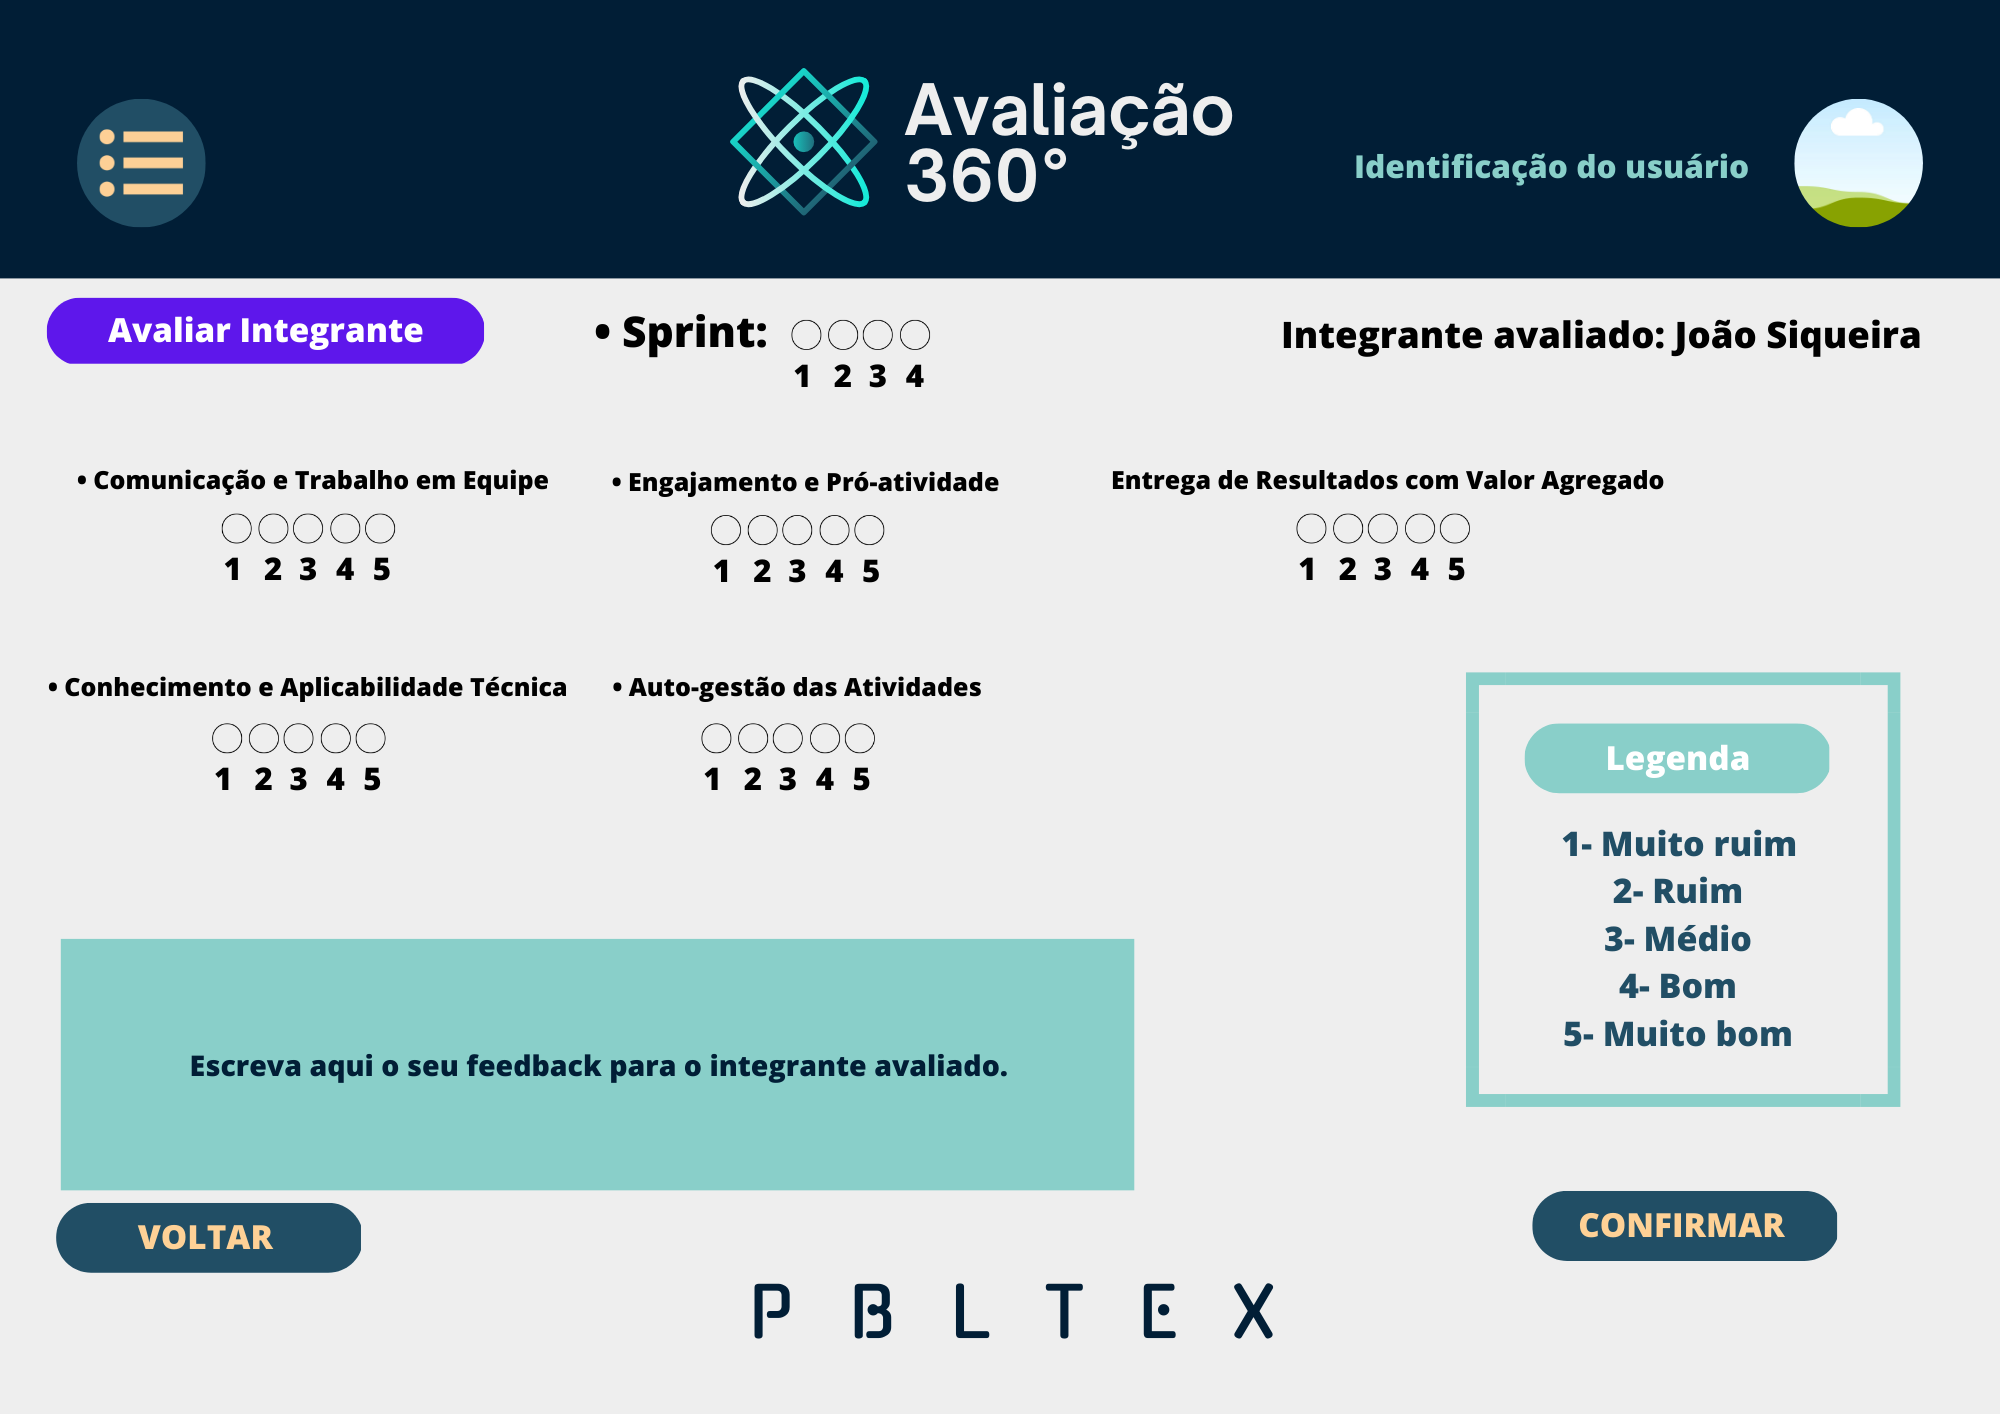 Avaliação
360°
Identificação do usuário
Avaliar Integrante
• Sprint:
1 2 3 4
Integrante avaliado: João Siqueira
• Comunicação e Trabalho em Equipe
1 2 3 4 5
• Engajamento e Pró-atividade
1 2 3 4 5
Entrega de Resultados com Valor Agregado
1 2 3 4 5
• Conhecimento e Aplicabilidade Técnica
1 2 3 4 5
• Auto-gestão das Atividades
1 2 3 4 5
Legenda
1- Muito ruim
2- Ruim
3- Médio
4- Bom
5- Muito bom
Escreva aqui o seu feedback para o integrante avaliado.
VOLTAR
CONFIRMAR
PBLTEX